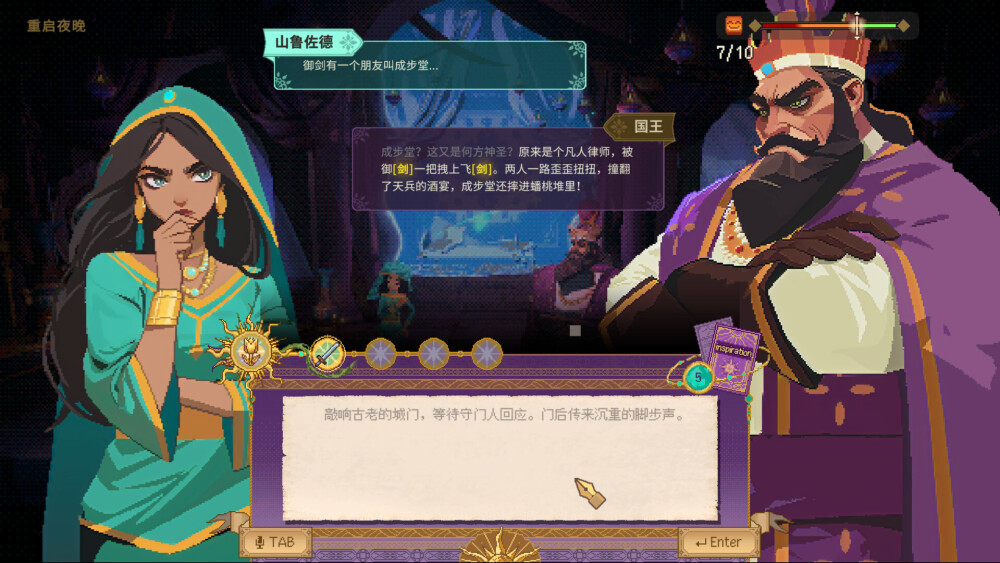 重启夜晚
7/10
山鲁佐德
御剑有一个朋友叫成步堂...
国王
成步堂？这又是何方神圣？原来是个凡人律师，被
御[剑]一把拽上飞[剑]。两人一路歪歪扭扭，撞翻
了天兵的酒宴，成步堂还摔进蟠桃堆里！
inspiration
5
敲响古老的城门，等待守门人回应。门后传来沉重的脚步声。
TAB
Enter